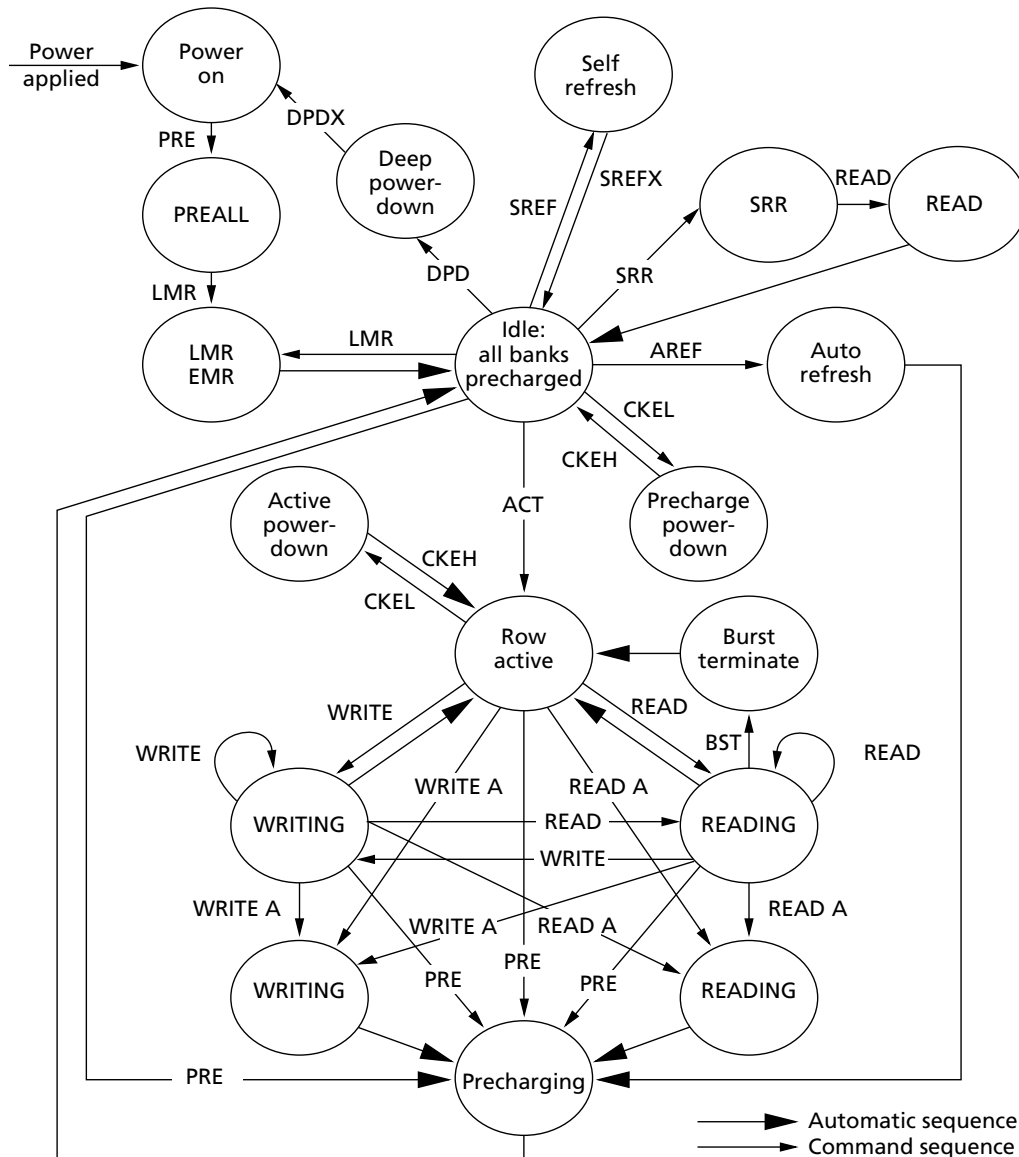 Power
applied
Power
on
Self
refresh
DPDX
PRE
Deep
power-
down
SREFX
READ
PREALL
SREF
SRR
READ
DPD
SRR
LMR
Idle:
all banks
precharged
LMR
LMR
EMR
AREF
Auto
refresh
CKEL
CKEH
Active
power-
down
ACT
Precharge
power-
down
CKEH
CKEL
Row
active
Burst
terminate
WRITE
READ
WRITE
BST
READ
WRITE A
READ A
WRITING
READ
READING
WRITE
WRITE A
READ A
WRITE A
READ A
PRE
PRE
PRE
WRITING
READING
PRE
Precharging
Automatic sequence
Command sequence